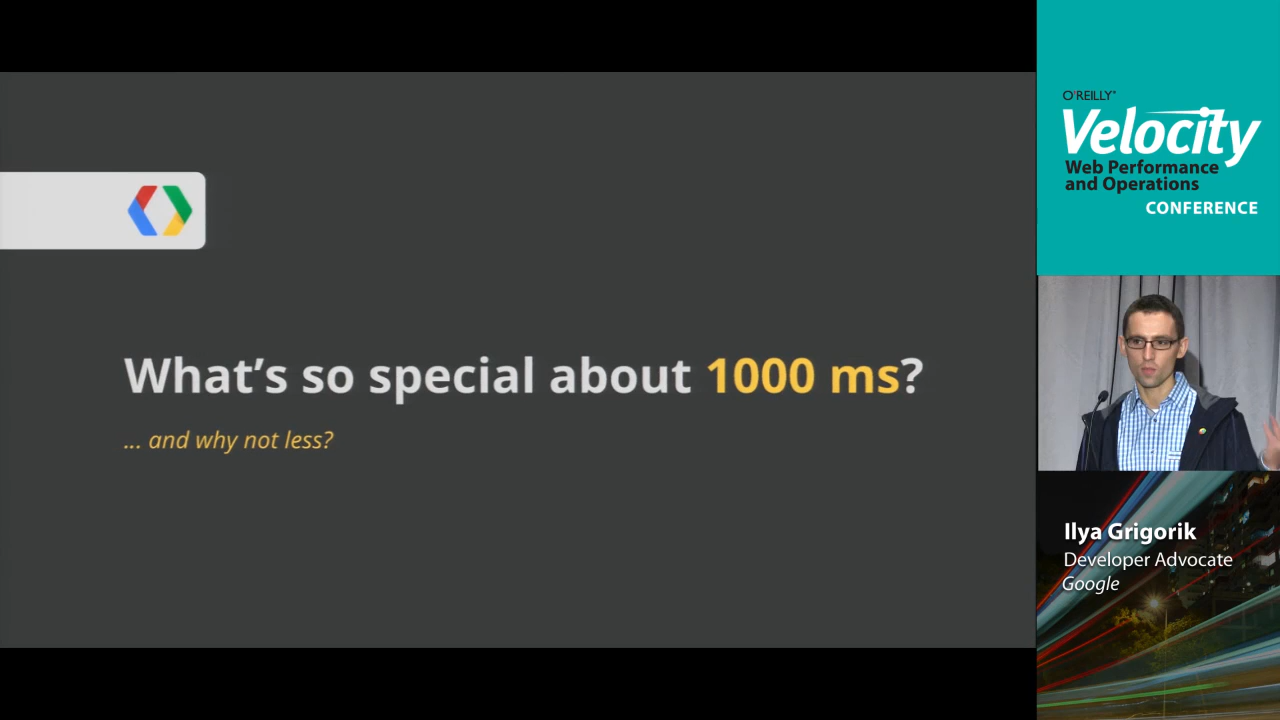 What's so special about 1000 ms?
... and why not less?
O'REILLY®
Velocity
Web Performance
and Operations
CONFERENCE
Ilya Grigorik
Developer Advocate
Google